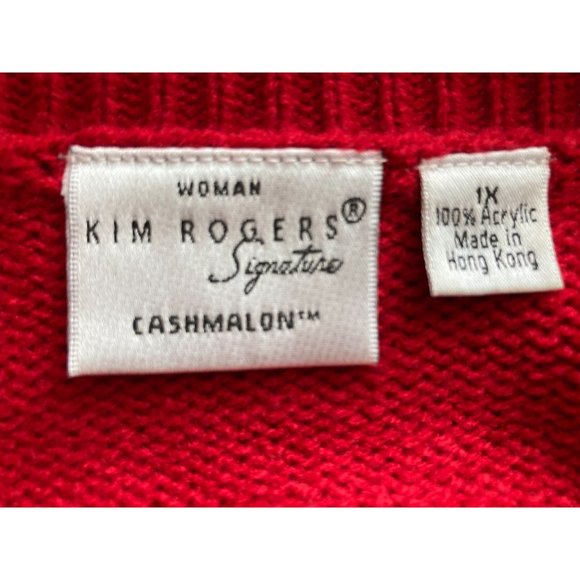 WOMAN
KIM ROGERS®
Signature
CASHMALON™
1X
100% Acrylic
Made in
Hong Kong